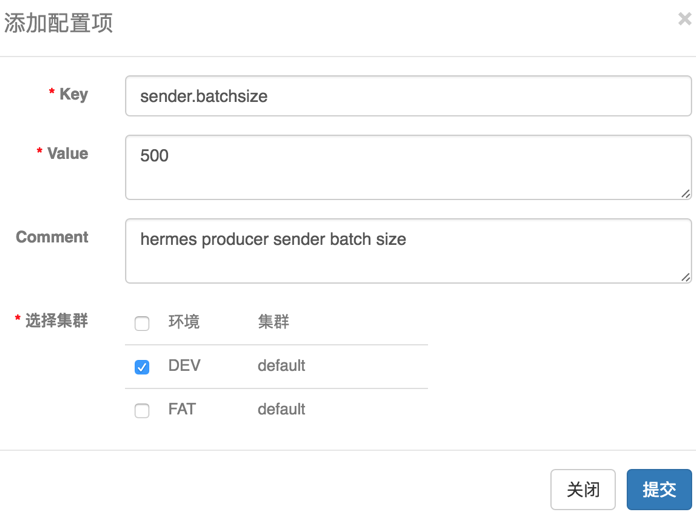 添加配置项 ×
* Key sender.batchsize
* Value 500
Comment hermes producer sender batch size
* 选择集群 环境 集群
DEV default
FAT default
关闭 提交